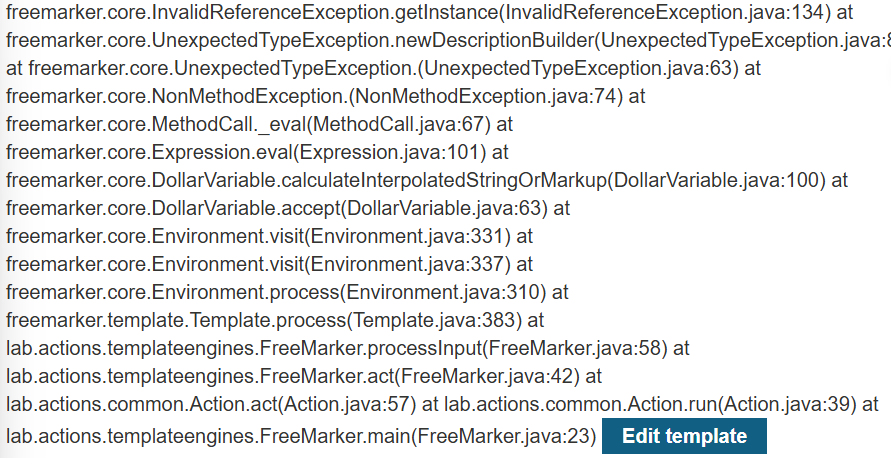 freemarker.core.InvalidReferenceException.getInstance(InvalidReferenceException.java:134) at
freemarker.core.UnexpectedTypeException.newDescriptionBuilder(UnexpectedTypeException.java:8
at freemarker.core.UnexpectedTypeException.(UnexpectedTypeException.java:63) at
freemarker.core.NonMethodException.(NonMethodException.java:74) at
freemarker.core.MethodCall._eval(MethodCall.java:67) at
freemarker.core.Expression.eval(Expression.java:101) at
freemarker.core.DollarVariable.calculateInterpolatedStringOrMarkup(DollarVariable.java:100) at
freemarker.core.DollarVariable.accept(DollarVariable.java:63) at
freemarker.core.Environment.visit(Environment.java:331) at
freemarker.core.Environment.visit(Environment.java:337) at
freemarker.core.Environment.process(Environment.java:310) at
freemarker.template.Template.process(Template.java:383) at
lab.actions.templateengines.FreeMarker.processInput(FreeMarker.java:58) at
lab.actions.templateengines.FreeMarker.act(FreeMarker.java:42) at
lab.actions.common.Action.act(Action.java:57) at lab.actions.common.Action.run(Action.java:39) at
lab.actions.templateengines.FreeMarker.main(FreeMarker.java:23) Edit template